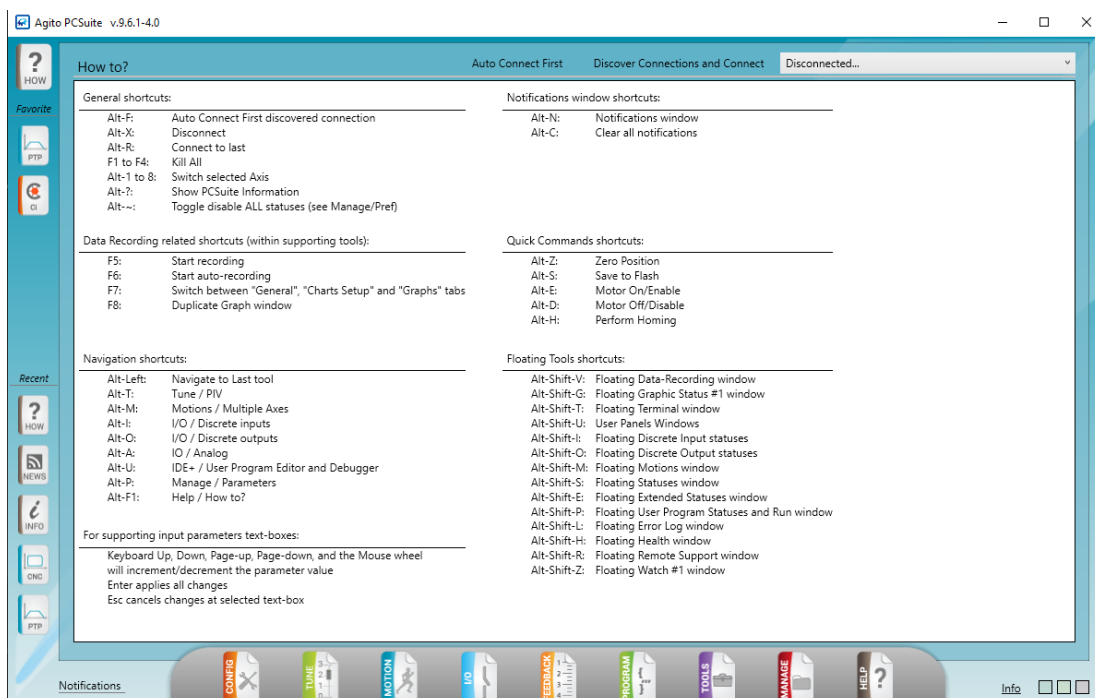 Agito PCSuite v.9.6.1-4.0
How to?
Auto Connect First
Discover Connections and Connect
Disconnected...
? HOW
Favorite
PTP
CI
Recent
? HOW
NEWS
i INFO
CNC
PTP
General shortcuts:
Alt-F: Auto Connect First discovered connection
Alt-X: Disconnect
Alt-R: Connect to last
F1 to F4: Kill All
Alt-1 to 8: Switch selected Axis
Alt-?: Show PCSuite Information
Alt-~: Toggle disable ALL statuses (see Manage/Pref)
Data Recording related shortcuts (within supporting tools):
F5: Start recording
F6: Start auto-recording
F7: Switch between "General", "Charts Setup" and "Graphs" tabs
F8: Duplicate Graph window
Navigation shortcuts:
Alt-Left: Navigate to Last tool
Alt-T: Tune / PIV
Alt-M: Motions / Multiple Axes
Alt-I: I/O / Discrete inputs
Alt-O: I/O / Discrete outputs
Alt-A: IO / Analog
Alt-U: IDE+ / User Program Editor and Debugger
Alt-P: Manage / Parameters
Alt-F1: Help / How to?
For supporting input parameters text-boxes:
Keyboard Up, Down, Page-up, Page-down, and the Mouse wheel
will increment/decrement the parameter value
Enter applies all changes
Esc cancels changes at selected text-box
Notifications window shortcuts:
Alt-N: Notifications window
Alt-C: Clear all notifications
Quick Commands shortcuts:
Alt-Z: Zero Position
Alt-S: Save to Flash
Alt-E: Motor On/Enable
Alt-D: Motor Off/Disable
Alt-H: Perform Homing
Floating Tools shortcuts:
Alt-Shift-V: Floating Data-Recording window
Alt-Shift-G: Floating Graphic Status #1 window
Alt-Shift-T: Floating Terminal window
Alt-Shift-U: User Panels Windows
Alt-Shift-I: Floating Discrete Input statuses
Alt-Shift-O: Floating Discrete Output statuses
Alt-Shift-M: Floating Motions window
Alt-Shift-S: Floating Statuses window
Alt-Shift-E: Floating Extended Statuses window
Alt-Shift-P: Floating User Program Statuses and Run window
Alt-Shift-L: Floating Error Log window
Alt-Shift-H: Floating Health window
Alt-Shift-R: Floating Remote Support window
Alt-Shift-Z: Floating Watch #1 window
Notifications
CONFIG
TUNE
MOTION
I/O
FEEDBACK
PROGRAM
TOOLS
MANAGE
HELP ?
Info